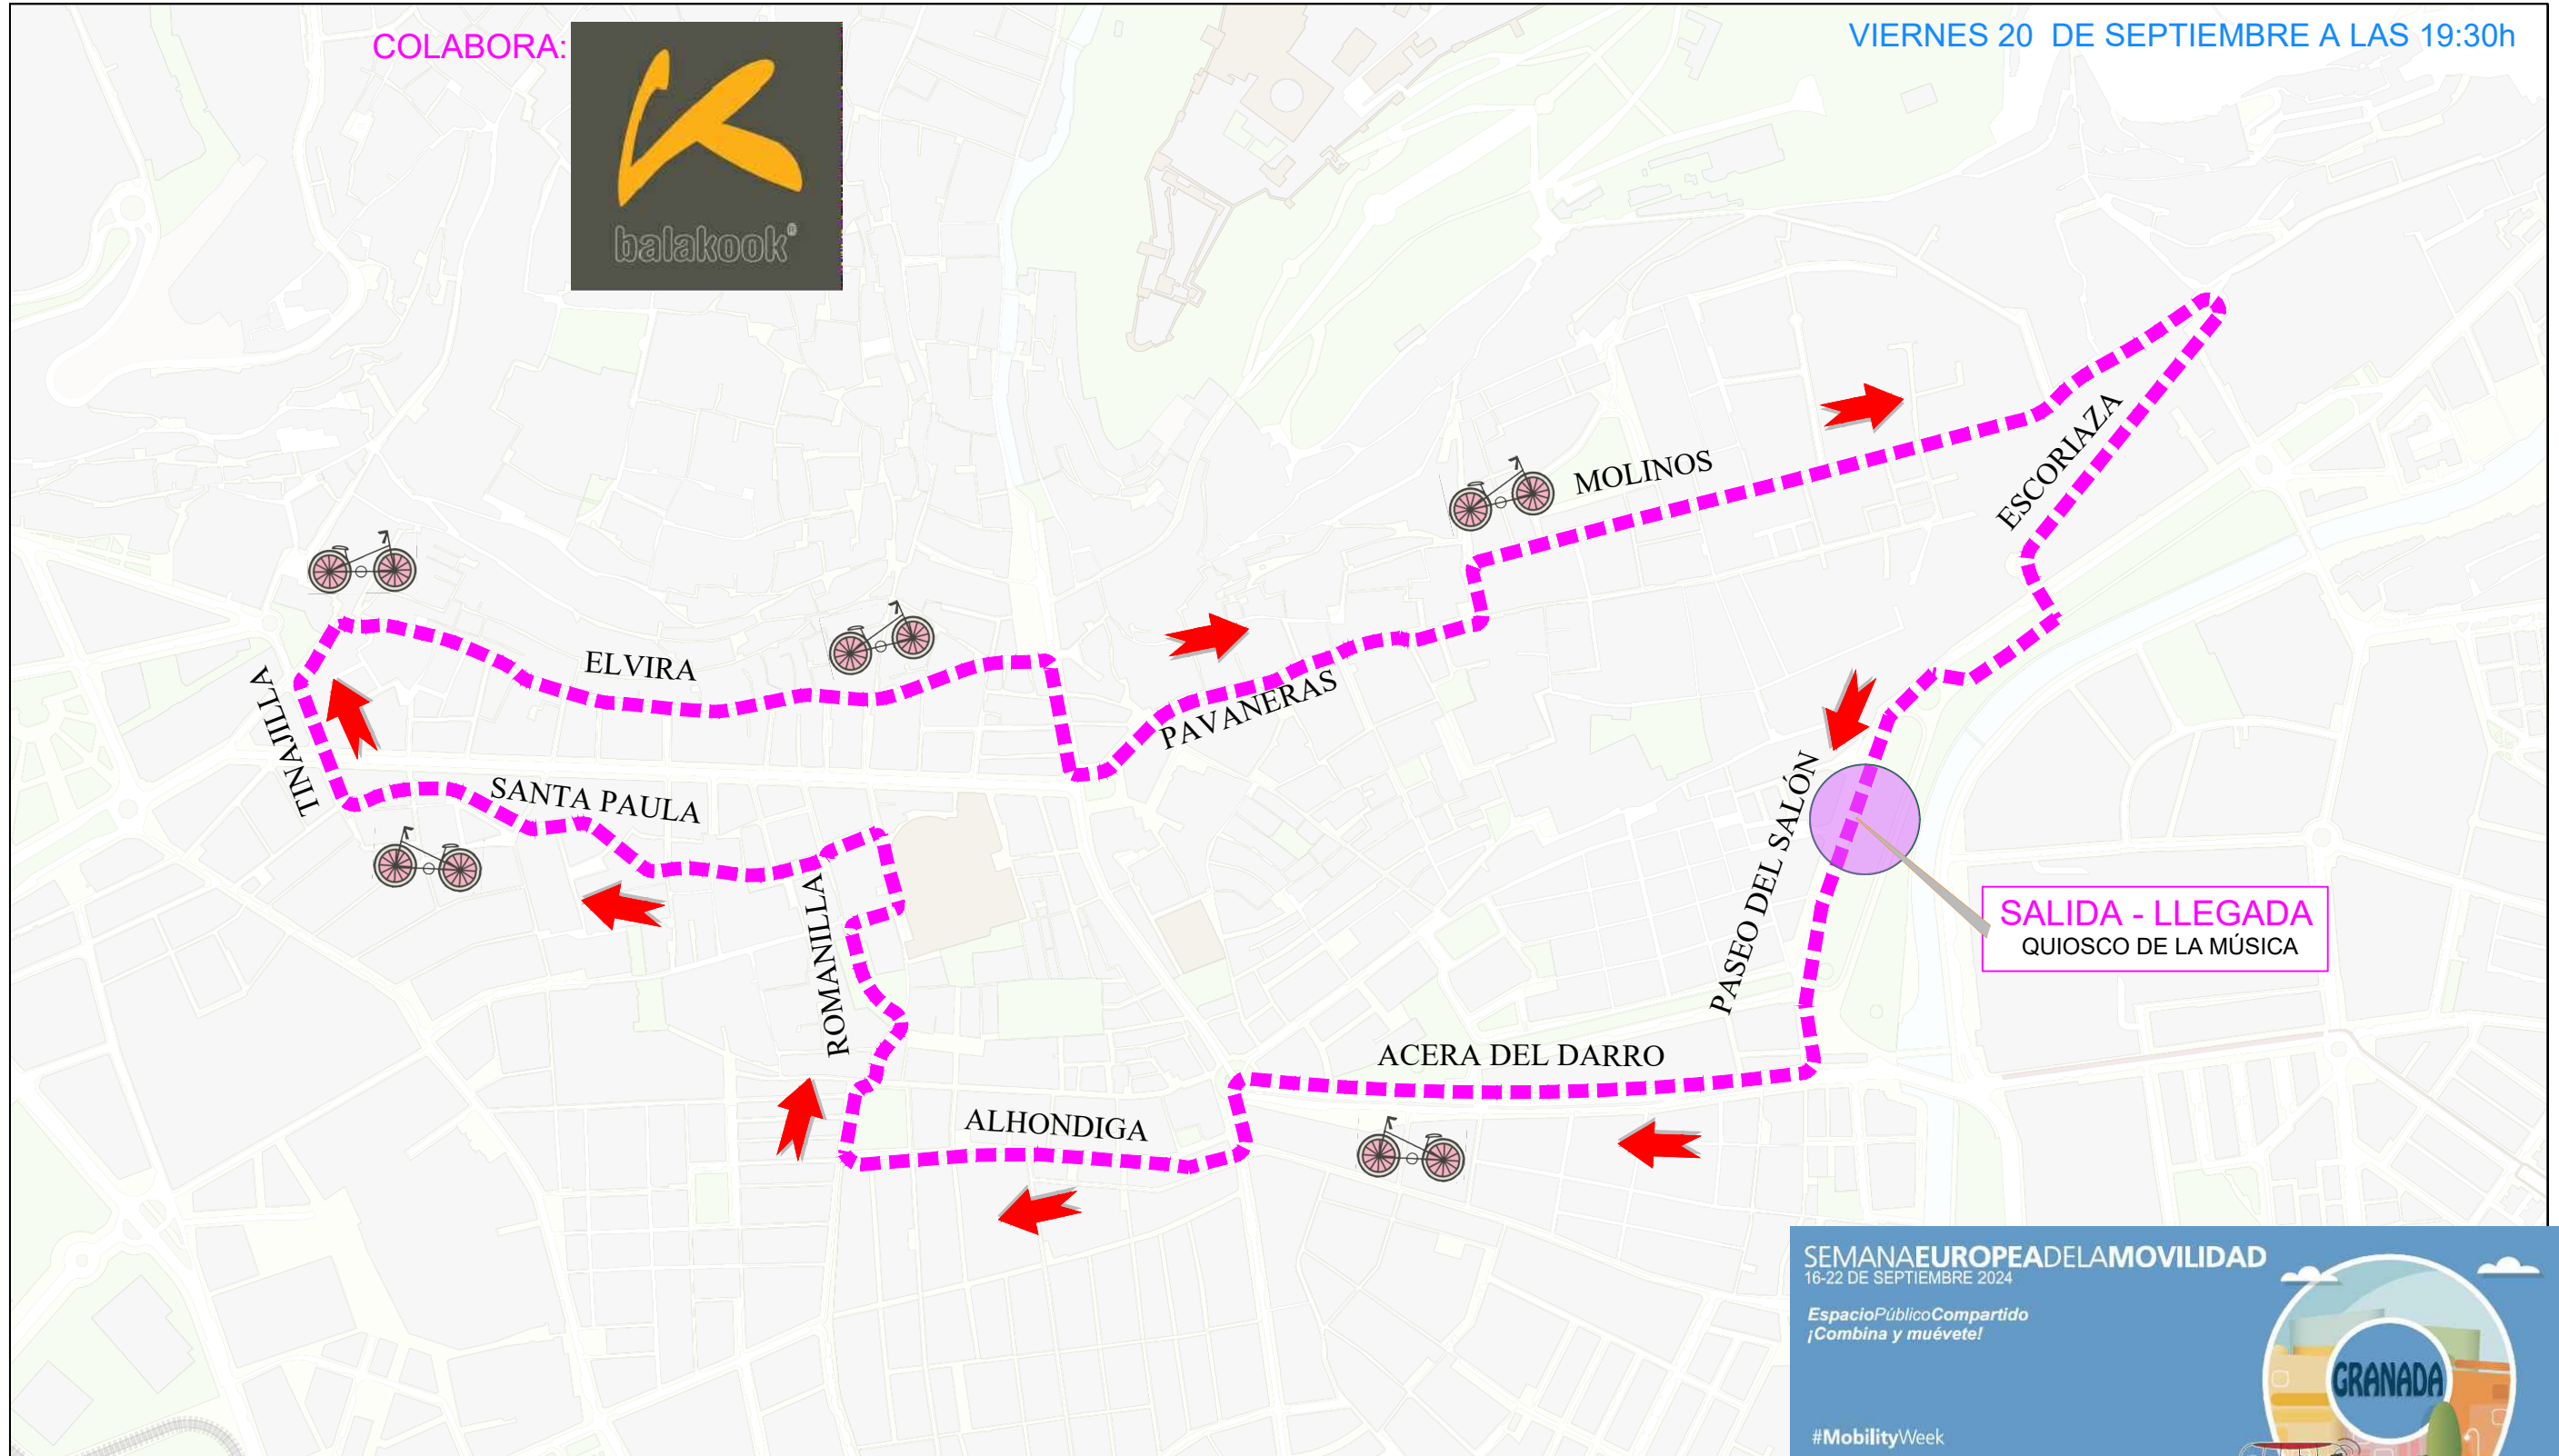 COLABORA:
VIERNES 20 DE SEPTIEMBRE A LAS 19:30h
balakook®
MOLINOS
ESCORIAZA
ELVIRA
TINAJILLA
PAVANERAS
SANTA PAULA
PASEO DEL SALÓN
ROMANILLA
SALIDA - LLEGADA
QUIOSCO DE LA MÚSICA
ACERA DEL DARRO
ALHONDIGA
SEMANAEUROPEADELAMOVILIDAD
16-22 DE SEPTIEMBRE 2024
EspacioPúblicoCompartido
¡Combina y muévete!
GRANADA
#MobilityWeek